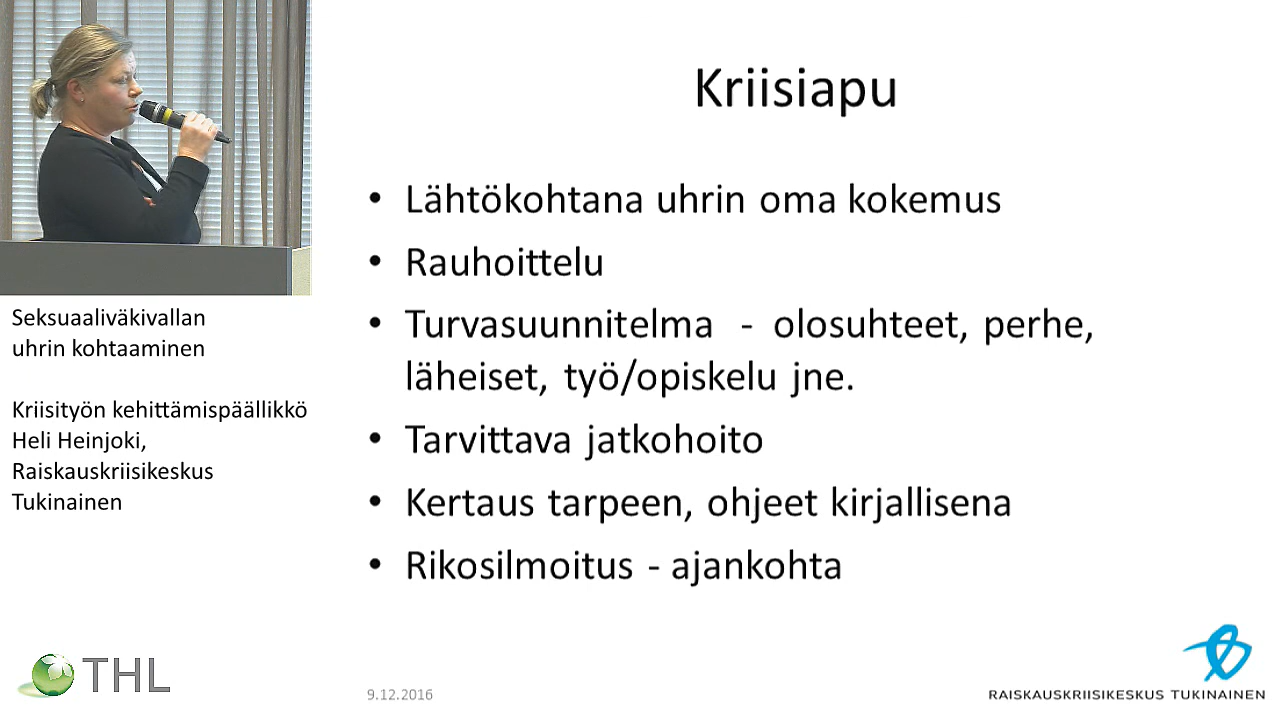 Kriisiapu
• Lähtökohtana uhrin oma kokemus
• Rauhoittelu
• Turvasuunnitelma - olosuhteet, perhe,
läheiset, työ/opiskelu jne.
• Tarvittava jatkohoito
• Kertaus tarpeen, ohjeet kirjallisena
• Rikosilmoitus - ajankohta
Seksuaaliväkivallan
uhrin kohtaaminen
Kriisityön kehittämispäällikkö
Heli Heinjoki,
Raiskauskriisikeskus
Tukinainen
THL
9.12.2016
RAISKAUSKRIISIKESKUS TUKINAINEN